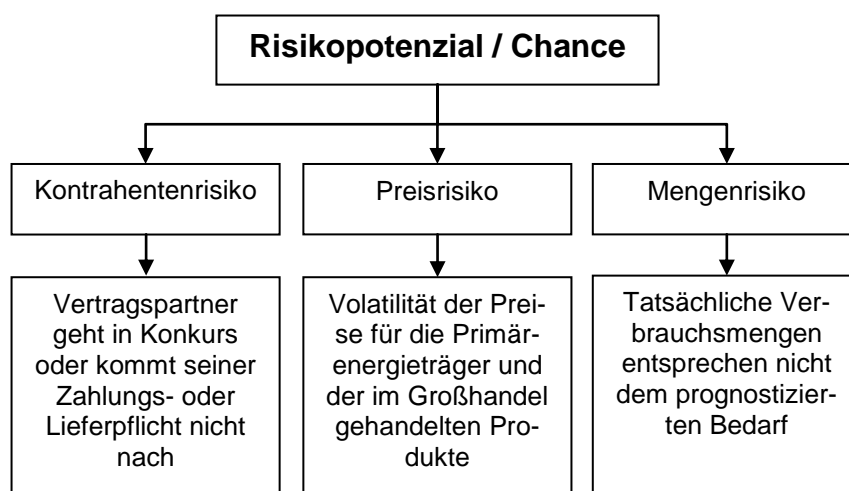 Risikopotenzial / Chance
Kontrahentenrisiko
Preisrisiko
Mengenrisiko
Vertragspartner
geht in Konkurs
oder kommt seiner
Zahlungs- oder
Lieferpflicht nicht
nach
Volatilität der Prei-
se für die Primär-
energieträger und
der im Großhandel
gehandelten Pro-
dukte
Tatsächliche Ver-
brauchsmengen
entsprechen nicht
dem prognostizier-
ten Bedarf